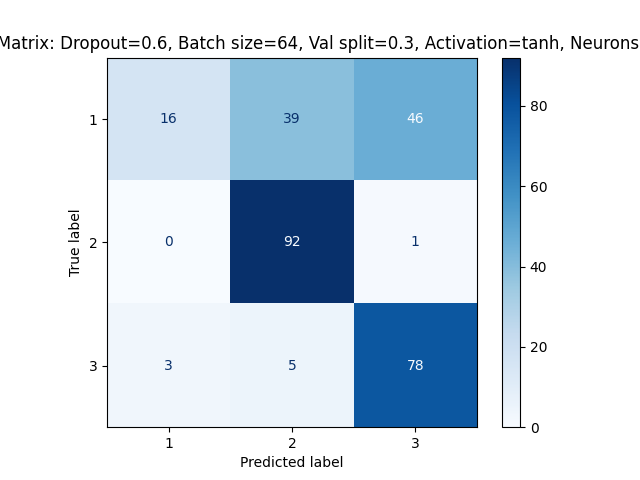 Matrix: Dropout=0.6, Batch size=64, Val split=0.3, Activation=tanh, Neurons
1 16 39 46
2 0 92 1
3 3 5 78
1 2 3
Predicted label
True label
80
60
40
20
0